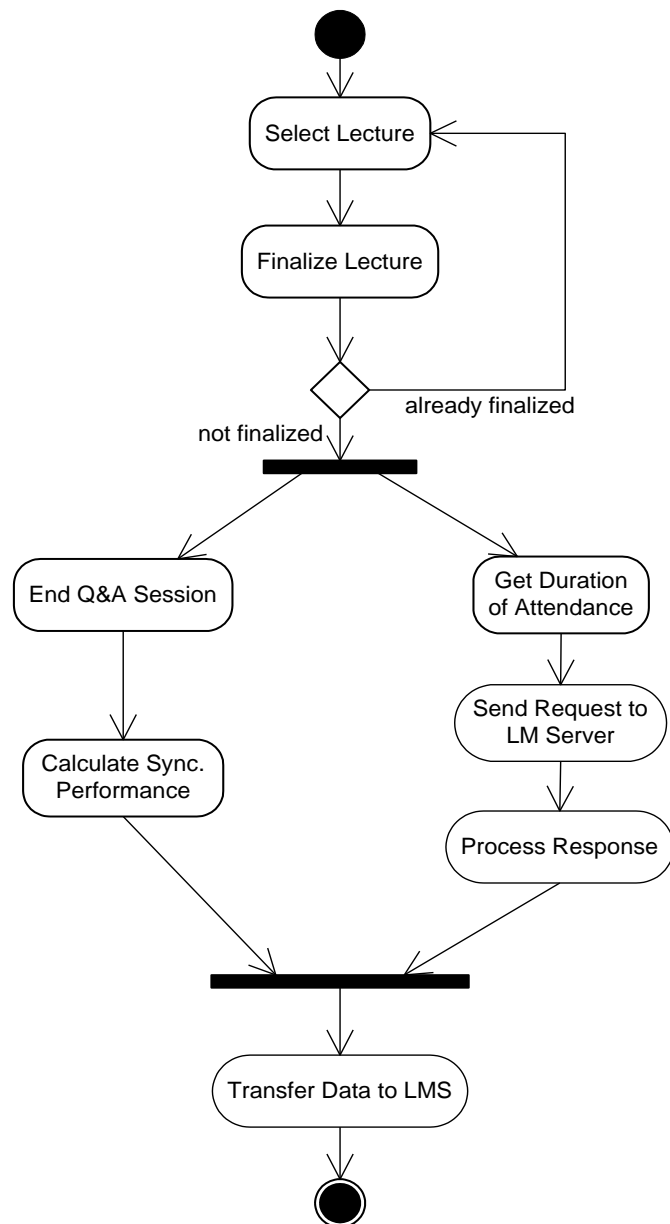 Select Lecture
Finalize Lecture
already finalized
not finalized
End Q&A Session
Get Duration
of Attendance
Send Request to
LM Server
Calculate Sync.
Performance
Process Response
Transfer Data to LMS